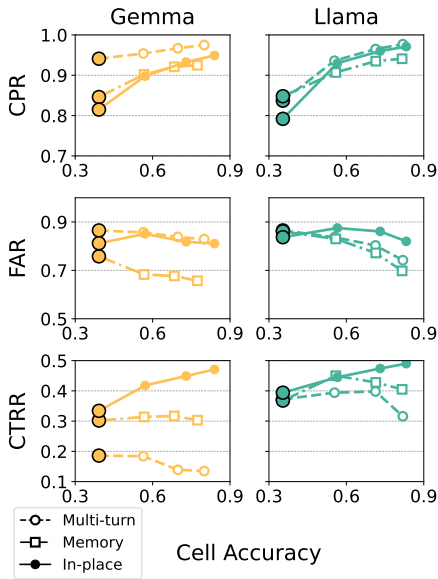 Gemma Llama
CPR
1.0
0.9
0.8
0.7
0.3 0.6 0.9 0.3 0.6 0.9
FAR
0.9
0.7
0.5
0.3 0.6 0.9 0.3 0.6 0.9
CTRR
0.5
0.4
0.3
0.2
0.1
0.3 0.6 0.9 0.3 0.6 0.9
Multi-turn
Memory
In-place
Cell Accuracy